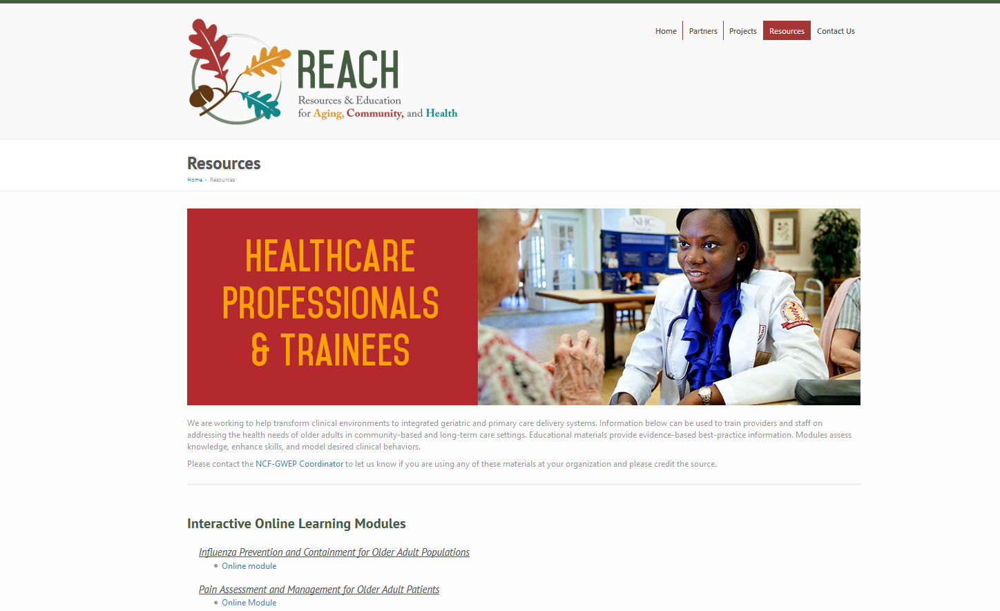 REACH
Resources & Education
for Aging, Community, and Health
Home
Partners
Projects
Resources
Contact Us
Resources
Home - Resources
HEALTHCARE
PROFESSIONALS
& TRAINEES
NHC
We are working to help transform clinical environments to integrated geriatric and primary care delivery systems. Information below can be used to train providers and staff on
addressing the health needs of older adults in community-based and long-term care settings. Educational materials provide evidence-based best-practice information. Modules assess
knowledge, enhance skills, and model desired clinical behaviors.
Please contact the NCF-GWEP Coordinator to let us know if you are using any of these materials at your organization and please credit the source.
Interactive Online Learning Modules
Influenza Prevention and Containment for Older Adult Populations
Online module
Pain Assessment and Management for Older Adult Patients
Online Module